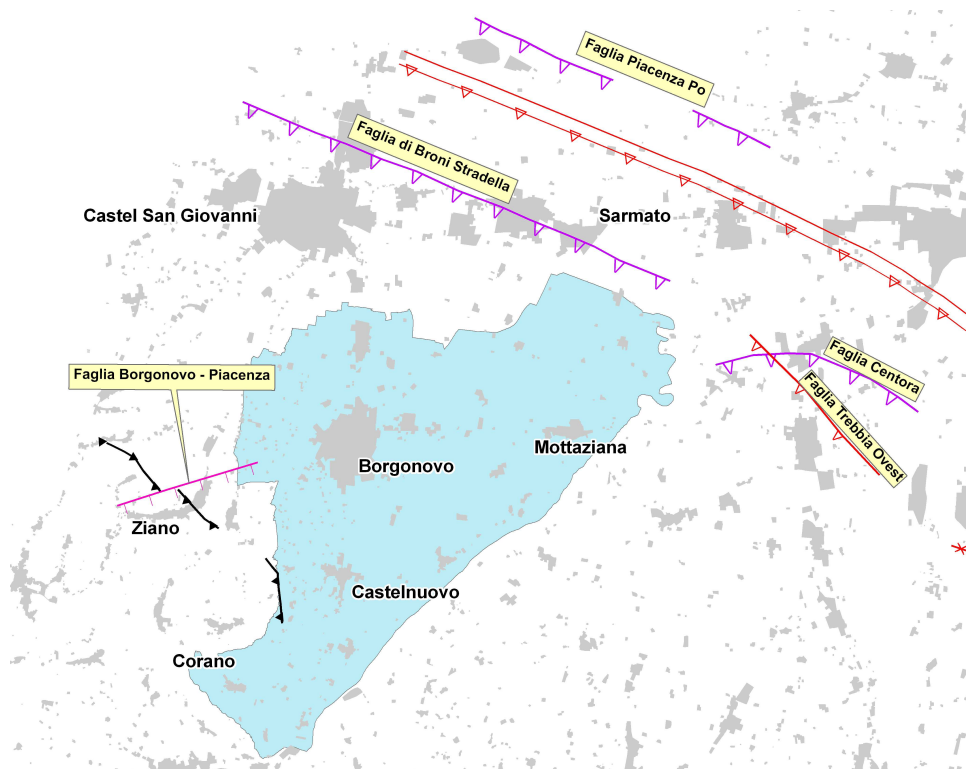 Faglia Piacenza Po
Faglia di Broni Stradella
Castel San Giovanni
Sarmato
Faglia Borgonovo - Piacenza
Faglia Centora
Faglia Trebbia Ovest
Mottaziana
Borgonovo
Ziano
Castelnuovo
Corano